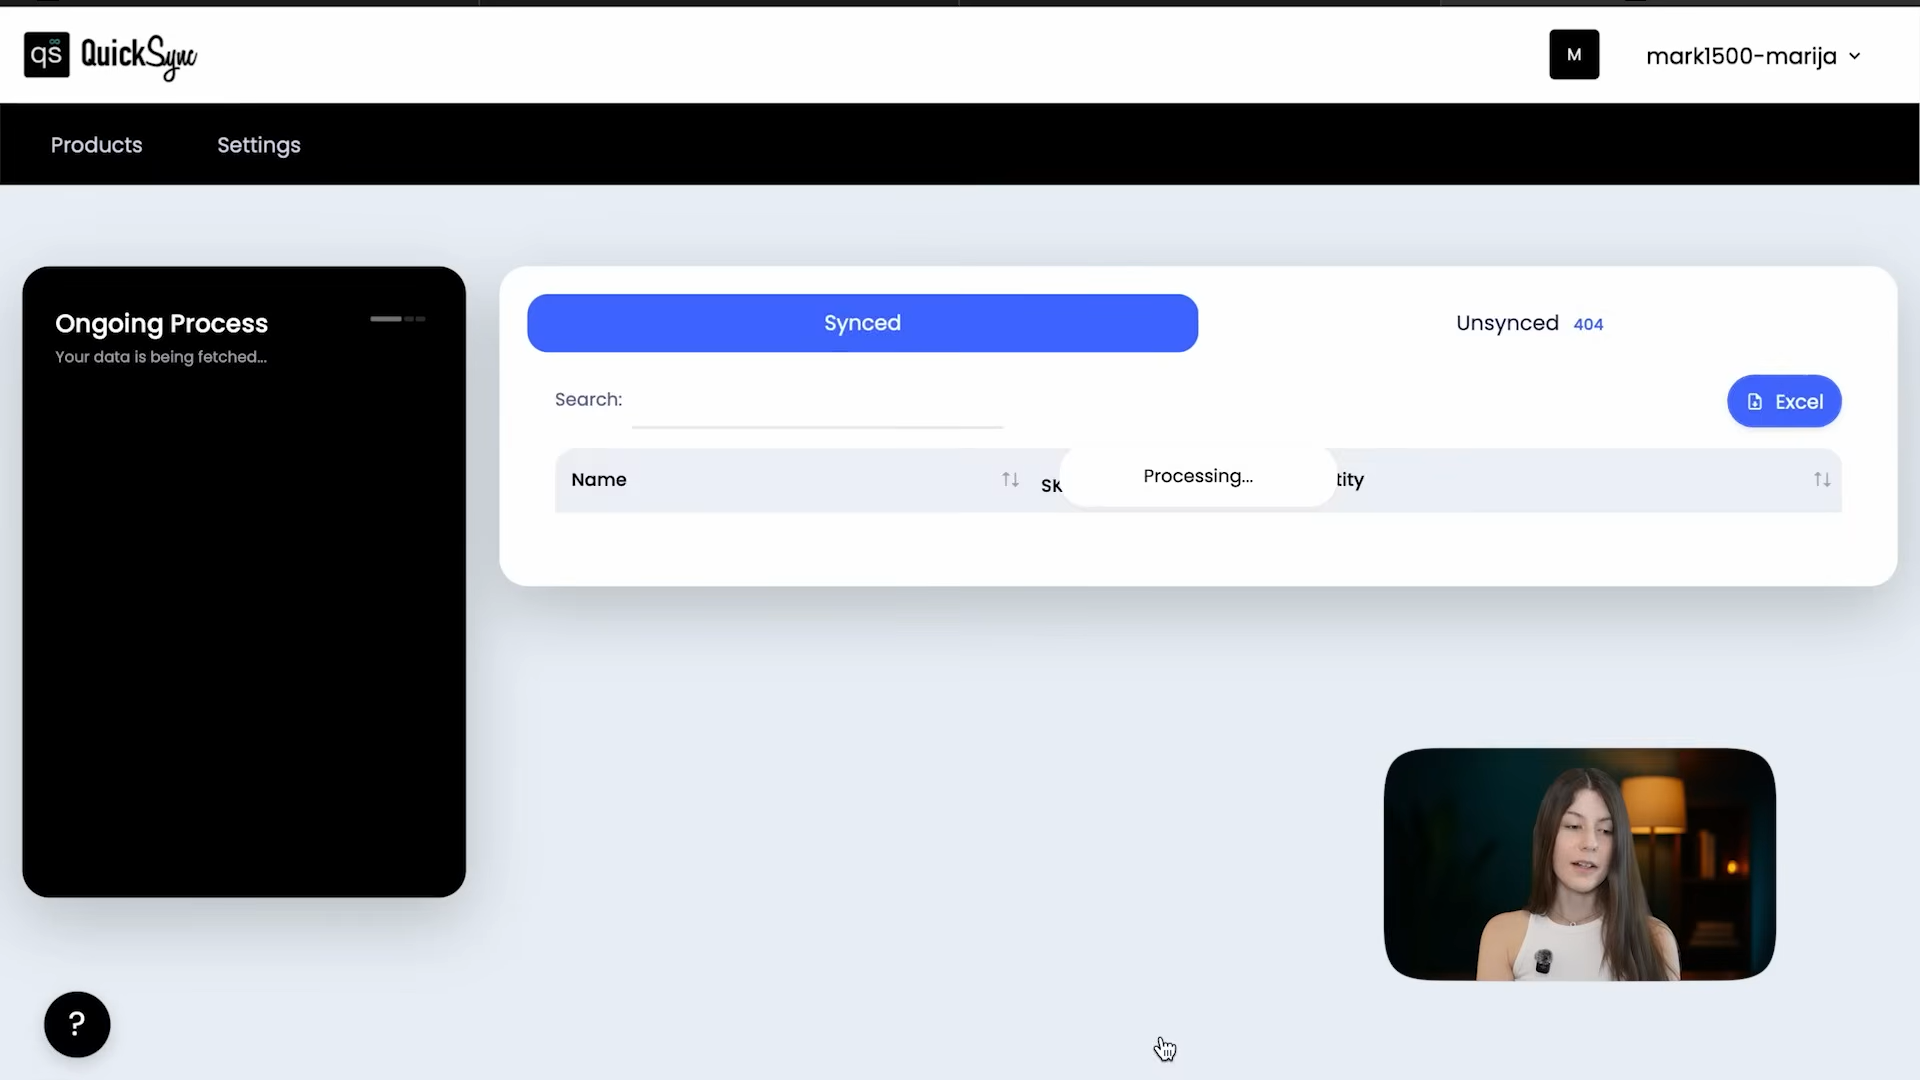 qs QuickSync
M
mark1500-marija
Products
Settings
Ongoing Process
Your data is being fetched...
Synced
Unsynced 404
Search:
Excel
Name
SK
Processing...
tity
?